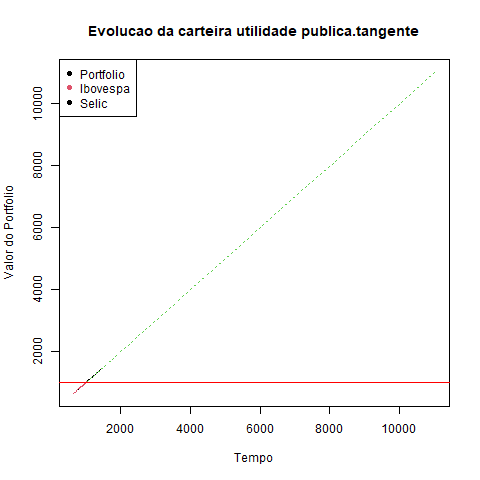 Evolucao da carteira utilidade publica.tangente
Portfolio
Ibovespa
Selic
Valor do Portfolio
10000
8000
6000
4000
2000
2000 4000 6000 8000 10000
Tempo